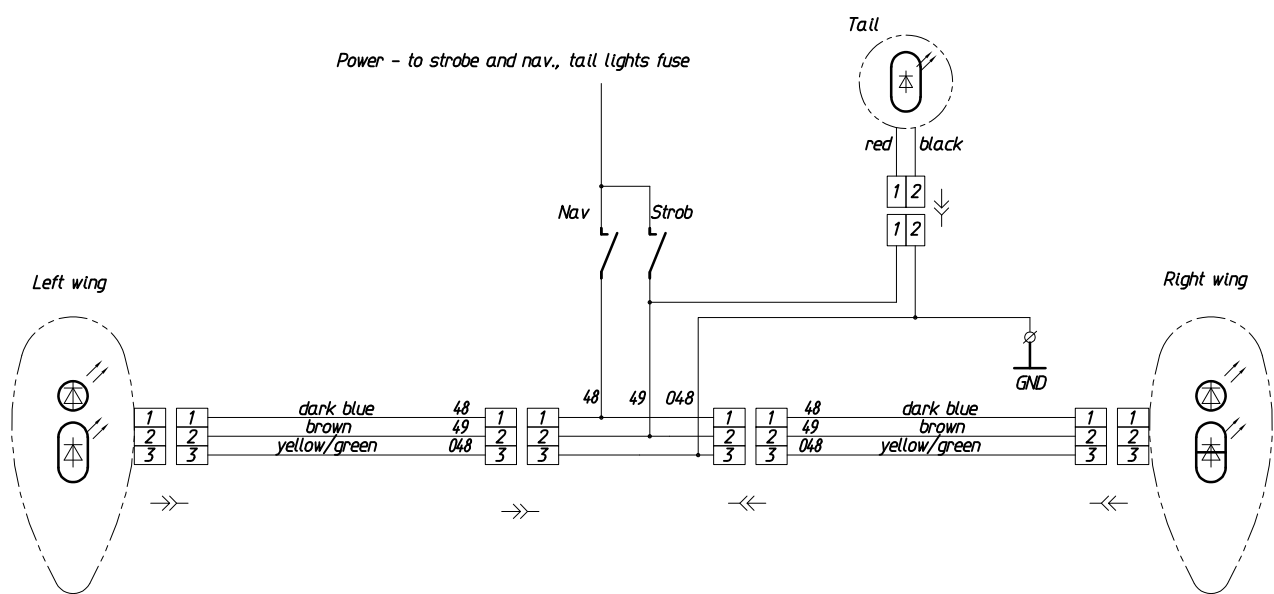 Tail
Power - to strobe and nav., tail lights fuse
red black
1 2
Nav Strob
1 2
Left wing
Right wing
GND
48 49 048
1 1 dark blue 48 1 1 1 1 48 dark blue 1 1
2 2 brown 49 2 2 2 2 49 brown 2 2
3 3 yellow/green 048 3 3 3 3 048 yellow/green 3 3